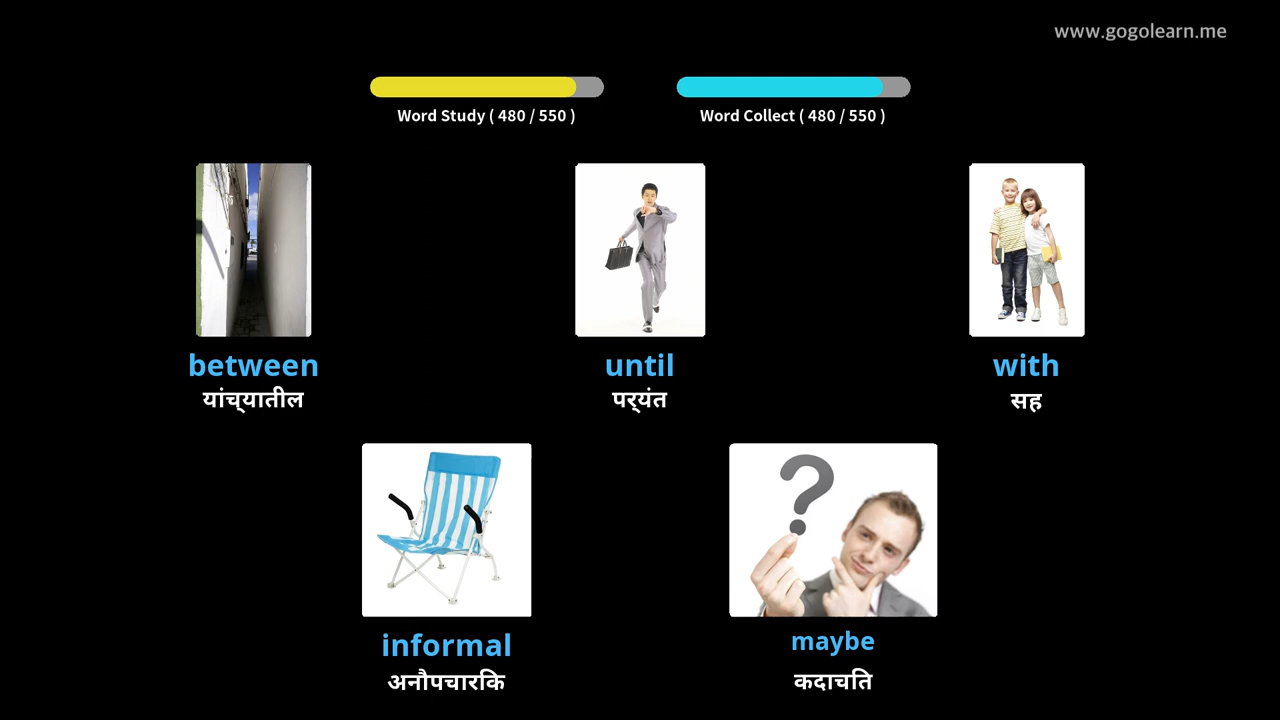 www.gogolearn.me
Word Study ( 480 / 550 )
Word Collect ( 480 / 550 )
between
यांच्यातील
until
पर्यंत
with
सह
informal
अनौपचारकि
maybe
कदाचति